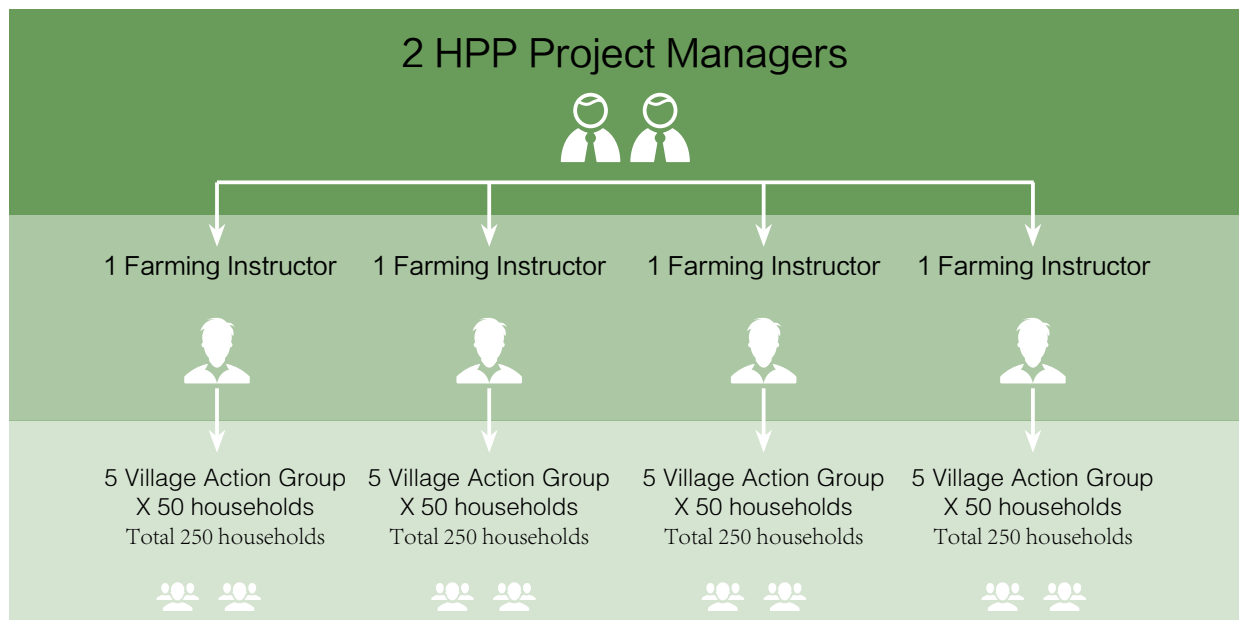 2 HPP Project Managers
1 Farming Instructor
1 Farming Instructor
1 Farming Instructor
1 Farming Instructor
5 Village Action Group
X 50 households
Total 250 households
5 Village Action Group
X 50 households
Total 250 households
5 Village Action Group
X 50 households
Total 250 households
5 Village Action Group
X 50 households
Total 250 households